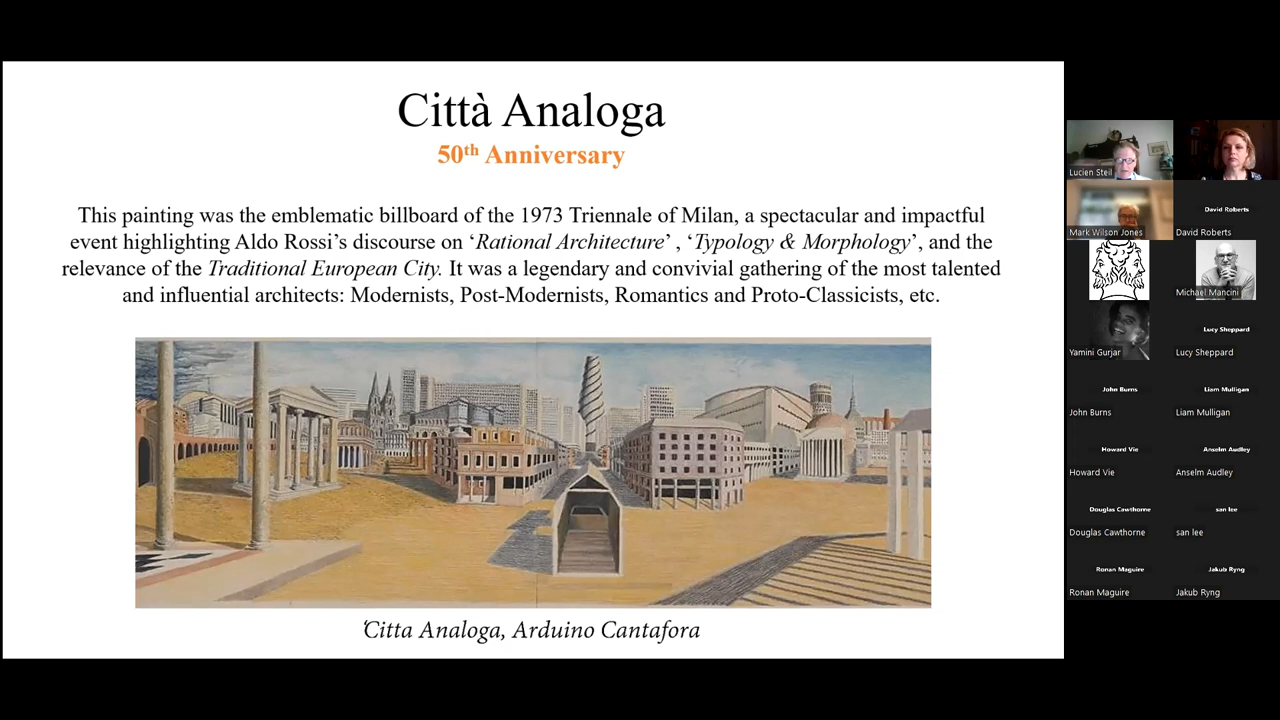 Città Analoga
50th Anniversary
This painting was the emblematic billboard of the 1973 Triennale of Milan, a spectacular and impactful
event highlighting Aldo Rossi’s discourse on ‘Rational Architecture’ , ‘Typology & Morphology’, and the
relevance of the Traditional European City. It was a legendary and convivial gathering of the most talented
and influential architects: Modernists, Post-Modernists, Romantics and Proto-Classicists, etc.
‘Citta Analoga, Arduino Cantafora
Lucien Steil
Mark Wilson Jones
David Roberts
David Roberts
Michael Mancini
Yamini Gurjar
Lucy Sheppard
Lucy Sheppard
John Burns
John Burns
Liam Mulligan
Liam Mulligan
Howard Vie
Howard Vie
Anselm Audley
Anselm Audley
Douglas Cawthorne
Douglas Cawthorne
san lee
san lee
Ronan Maguire
Ronan Maguire
Jakub Ryng
Jakub Ryng